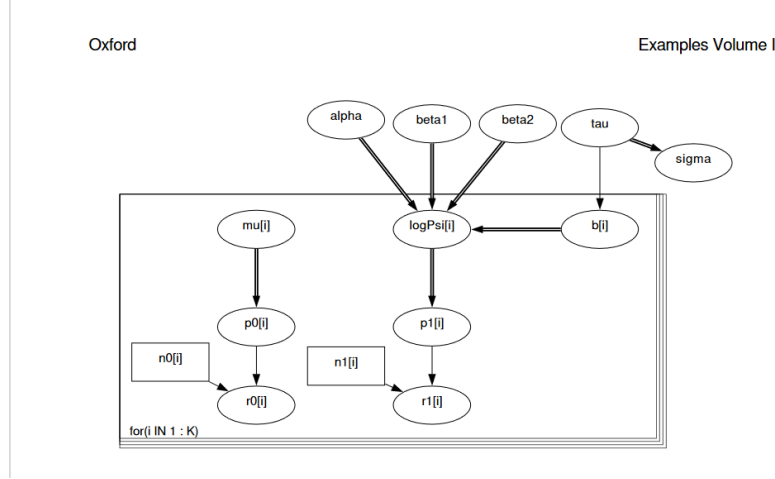 Oxford Examples Volume I
alpha beta1 beta2 tau
sigma
mu[i] logPsi[i] b[i]
p0[i] p1[i]
n0[i] n1[i]
r0[i] r1[i]
for(i IN 1 : K)